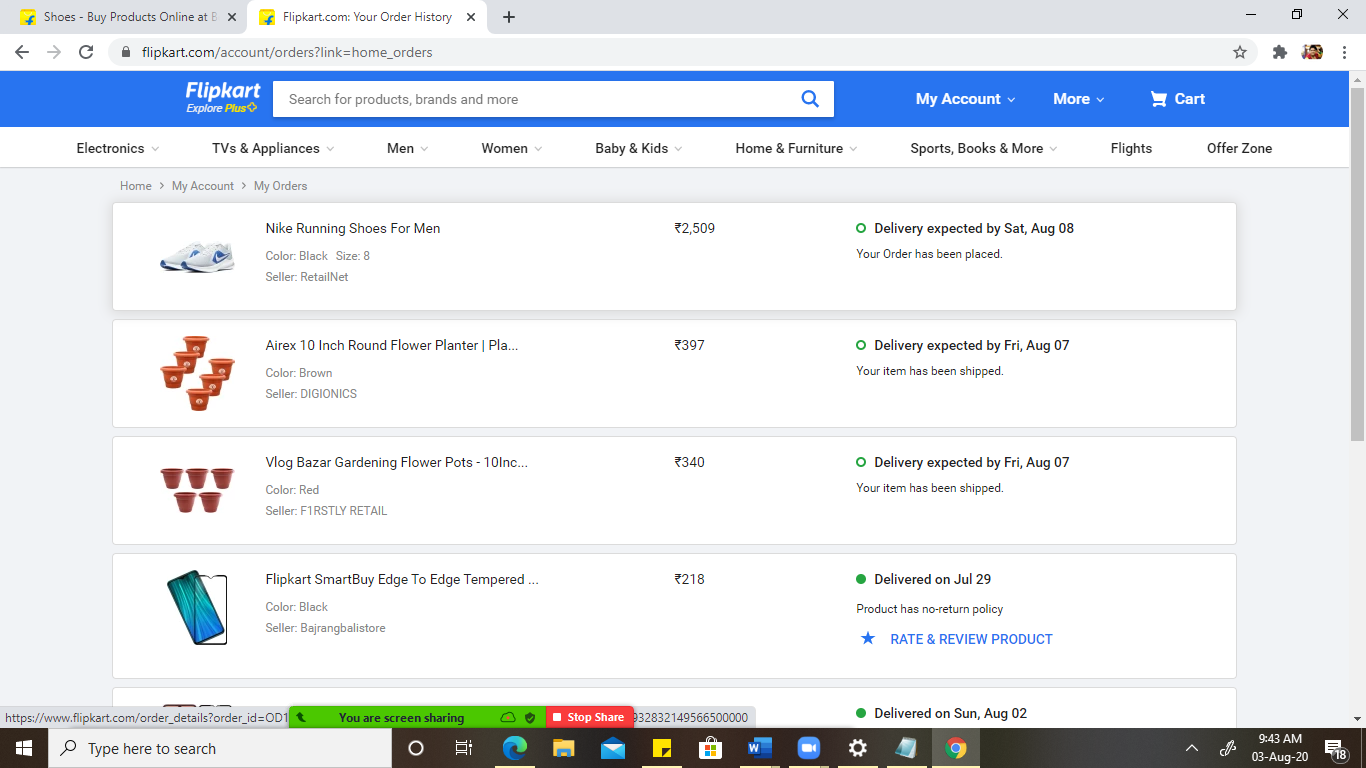 Shoes - Buy Products Online at B
Flipkart.com: Your Order History
flipkart.com/account/orders?link=home_orders
Flipkart
Explore Plus
Search for products, brands and more
My Account
More
Cart
Electronics
TVs & Appliances
Men
Women
Baby & Kids
Home & Furniture
Sports, Books & More
Flights
Offer Zone
Home > My Account > My Orders
Nike Running Shoes For Men
Color: Black Size: 8
Seller: RetailNet
₹2,509
Delivery expected by Sat, Aug 08
Your Order has been placed.
Airex 10 Inch Round Flower Planter | Pla...
Color: Brown
Seller: DIGIONICS
₹397
Delivery expected by Fri, Aug 07
Your item has been shipped.
Vlog Bazar Gardening Flower Pots - 10Inc...
Color: Red
Seller: F1RSTLY RETAIL
₹340
Delivery expected by Fri, Aug 07
Your item has been shipped.
Flipkart SmartBuy Edge To Edge Tempered ...
Color: Black
Seller: Bajrangbalistore
₹218
Delivered on Jul 29
Product has no-return policy
RATE & REVIEW PRODUCT
Delivered on Sun, Aug 02
https://www.flipkart.com/order_details?order_id=OD1
You are screen sharing
Stop Share
932832149566500000
Type here to search
9:43 AM
03-Aug-20
18